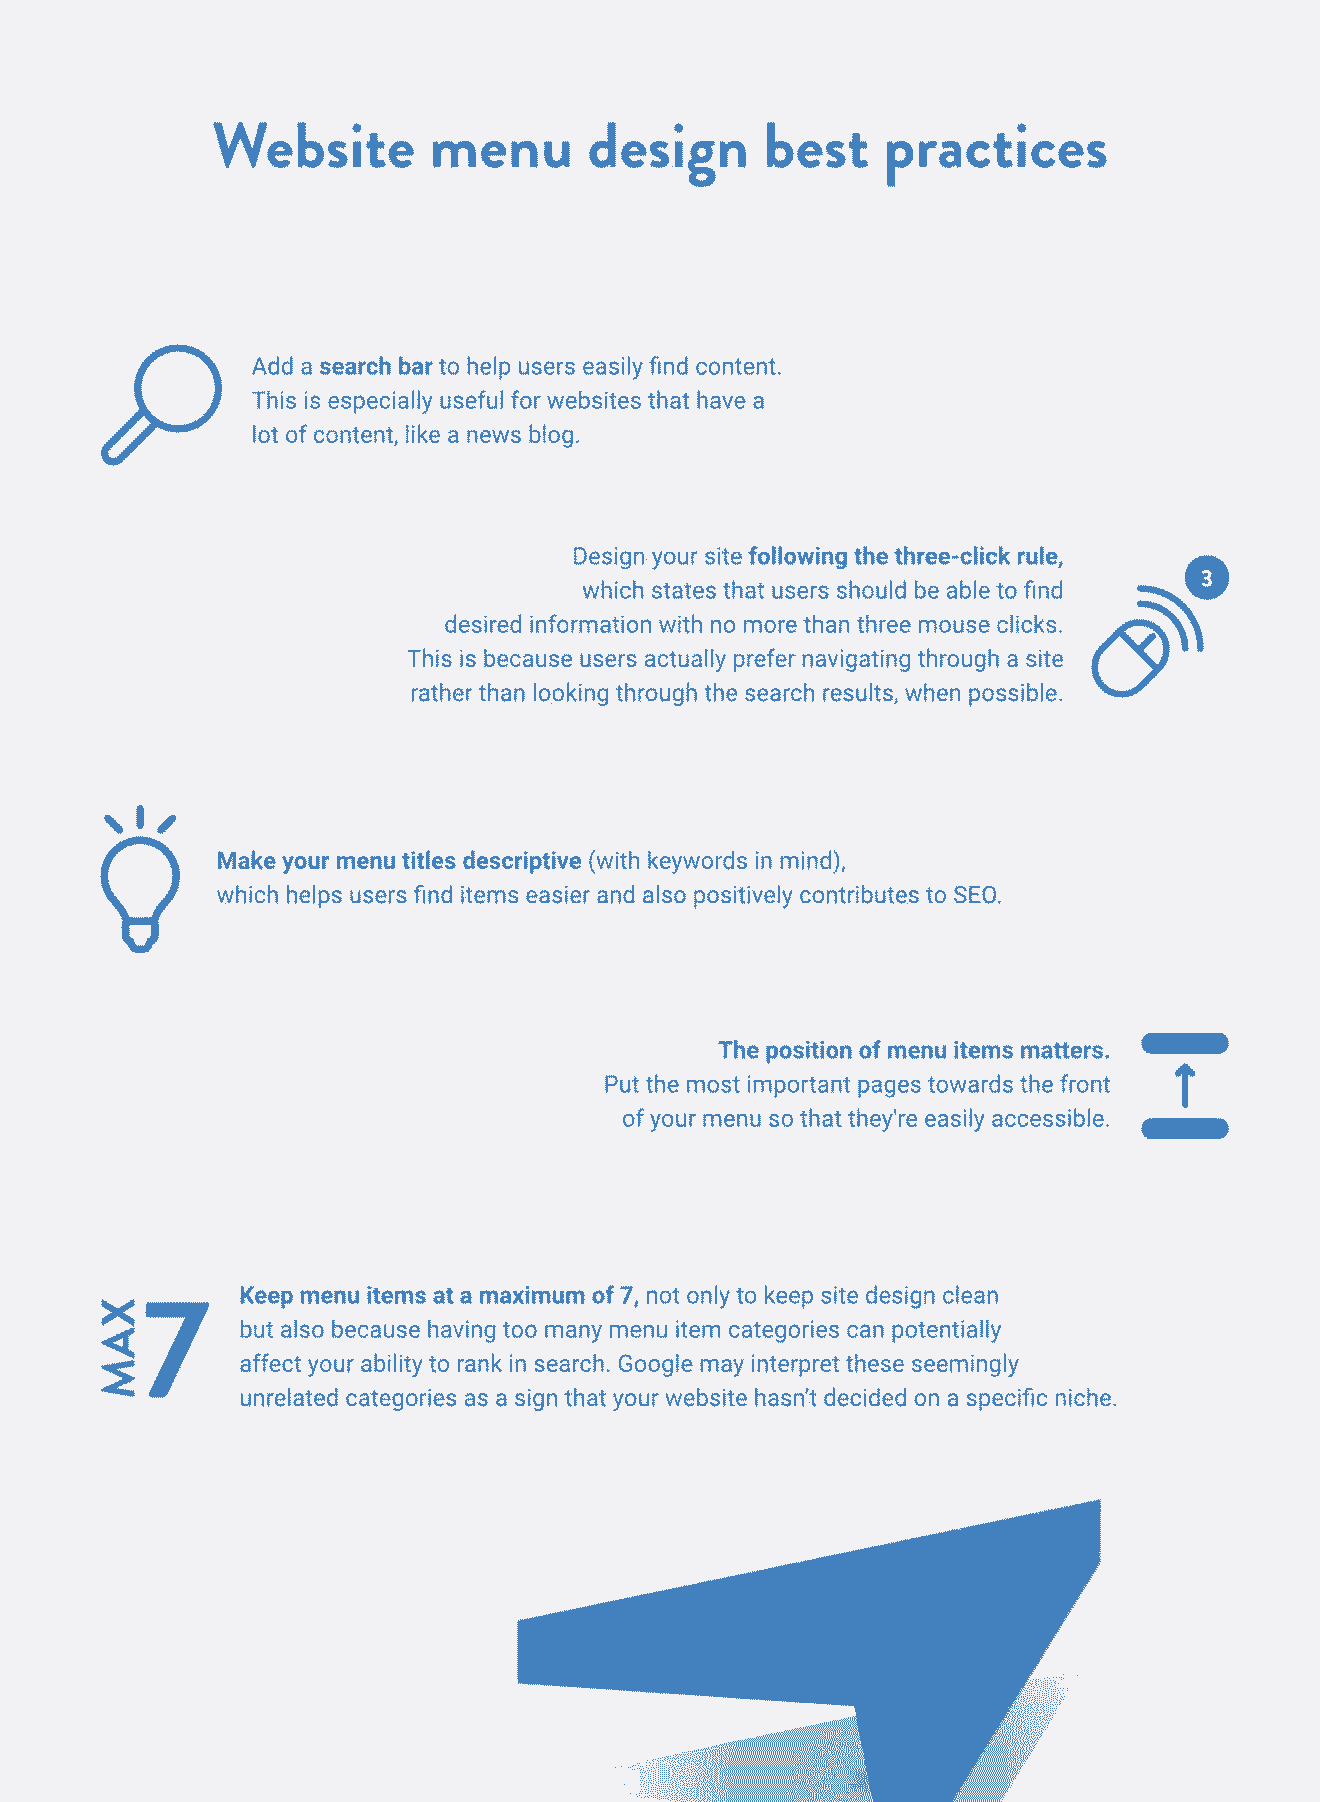 Website menu design best practices
Add a search bar to help users easily find content.
This is especially useful for websites that have a
lot of content, like a news blog.
Design your site following the three-click rule,
which states that users should be able to find
desired information with no more than three mouse clicks.
This is because users actually prefer navigating through a site
rather than looking through the search results, when possible.
3
Make your menu titles descriptive (with keywords in mind),
which helps users find items easier and also positively contributes to SEO.
The position of menu items matters.
Put the most important pages towards the front
of your menu so that they're easily accessible.
MAX 7
Keep menu items at a maximum of 7, not only to keep site design clean
but also because having too many menu item categories can potentially
affect your ability to rank in search. Google may interpret these seemingly
unrelated categories as a sign that your website hasn't decided on a specific niche.